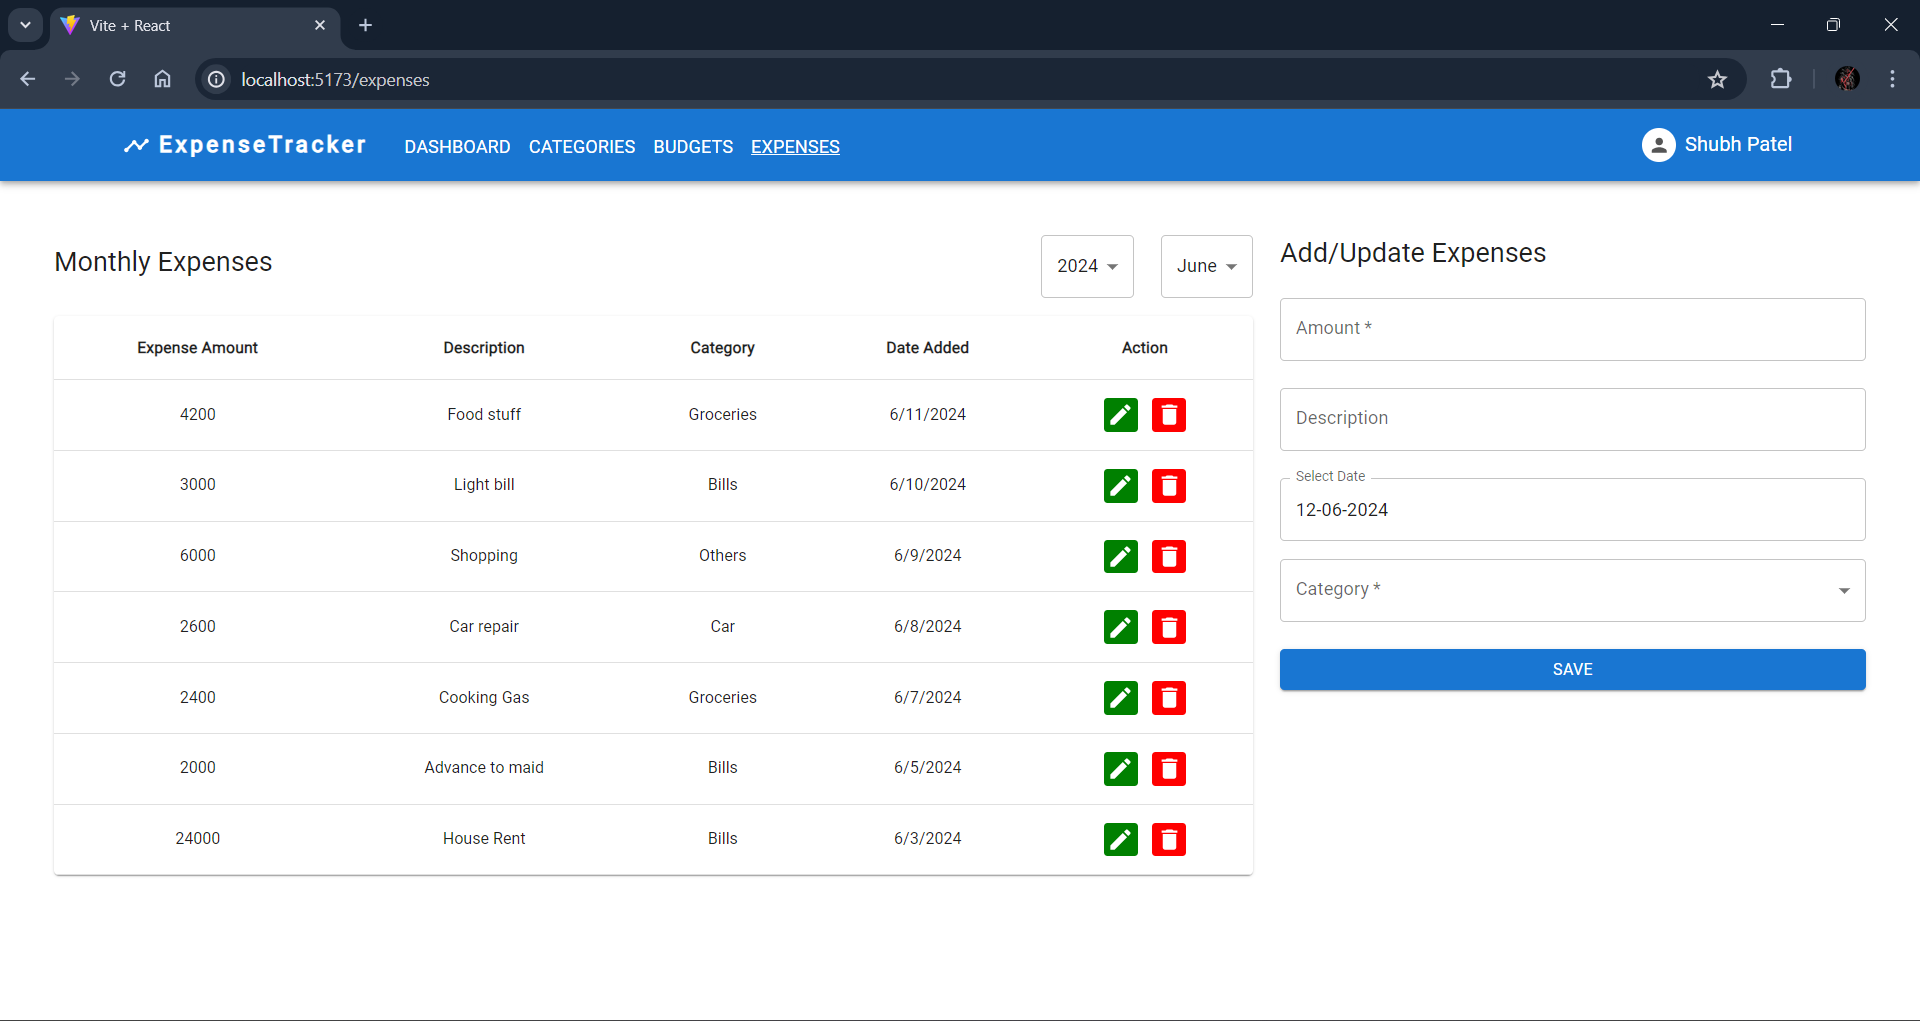 Vite + React
localhost:5173/expenses
ExpenseTracker DASHBOARD CATEGORIES BUDGETS EXPENSES Shubh Patel
Monthly Expenses
2024 June
Expense Amount Description Category Date Added Action
4200 Food stuff Groceries 6/11/2024
3000 Light bill Bills 6/10/2024
6000 Shopping Others 6/9/2024
2600 Car repair Car 6/8/2024
2400 Cooking Gas Groceries 6/7/2024
2000 Advance to maid Bills 6/5/2024
24000 House Rent Bills 6/3/2024
Add/Update Expenses
Amount *
Description
Select Date
12-06-2024
Category *
SAVE